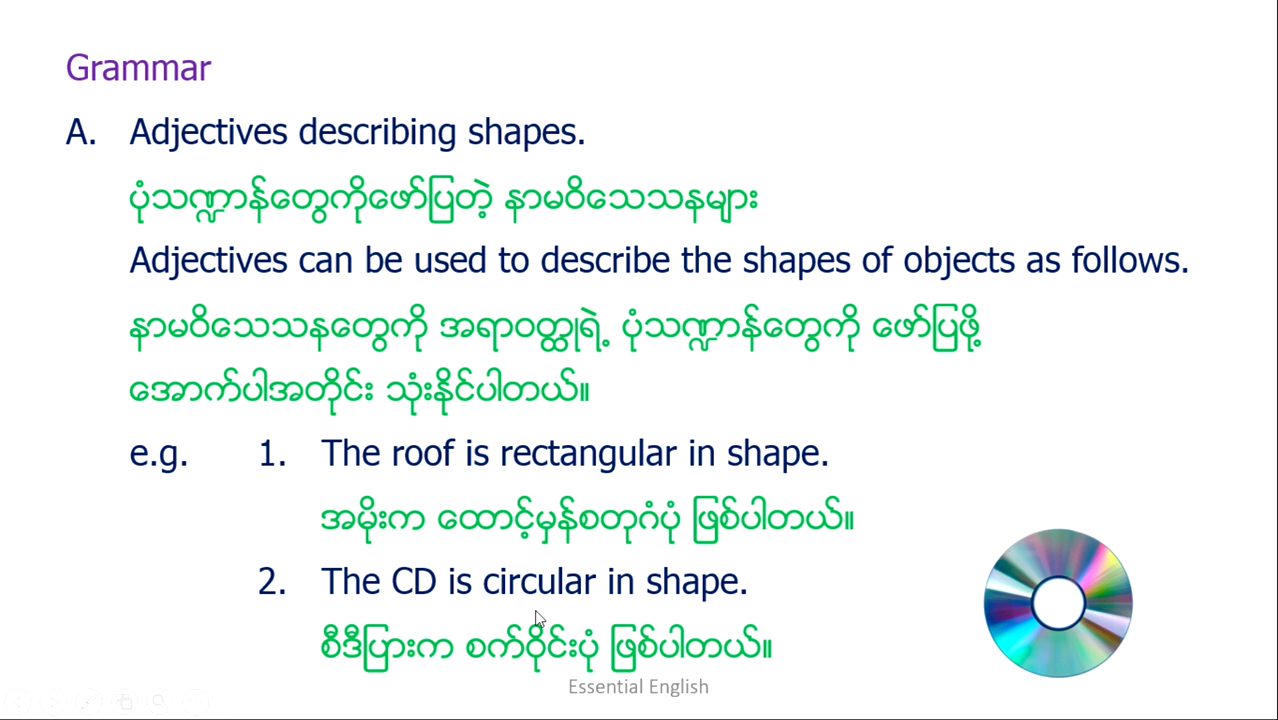 Grammar
A. Adjectives describing shapes.
ပုံသဏ္ဍာန်တွေကိုဖော်ပြတဲ့ နာမဝိသေသနများ
Adjectives can be used to describe the shapes of objects as follows.
နာမဝိသေသနတွေကို အရာဝတ္ထုရဲ့ ပုံသဏ္ဍာန်တွေကို ဖော်ပြဖို့
အောက်ပါအတိုင်း သုံးနိုင်ပါတယ်။
e.g. 1. The roof is rectangular in shape.
အမိုးက ထောင့်မှန်စတုဂံပုံ ဖြစ်ပါတယ်။
2. The CD is circular in shape.
စီဒီပြားက စက်ဝိုင်းပုံ ဖြစ်ပါတယ်။
Essential English